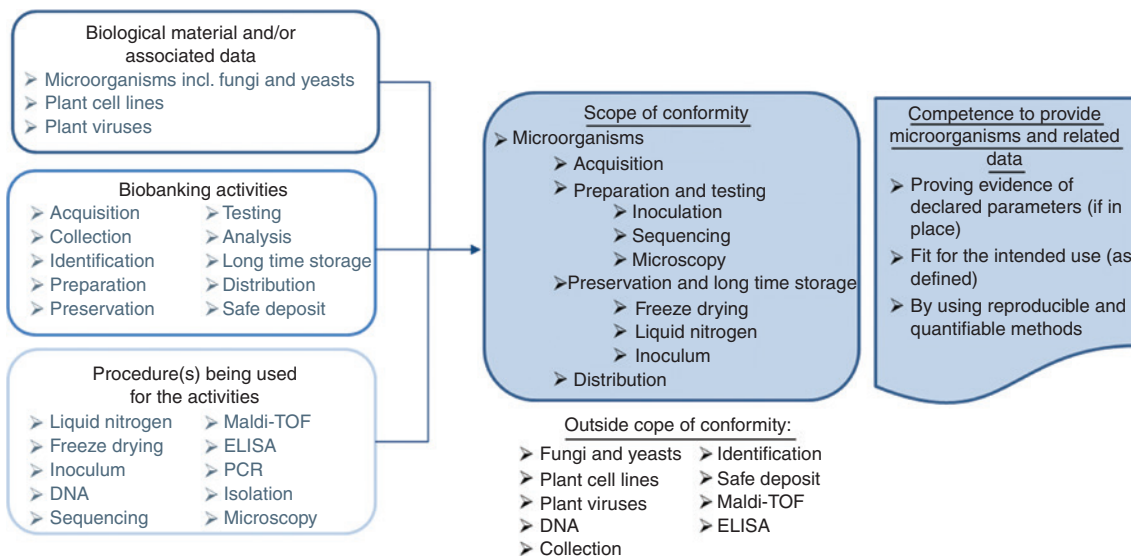 Biological material and/or
associated data
Microorganisms incl. fungi and yeasts
Plant cell lines
Plant viruses
Biobanking activities
Acquisition
Collection
Identification
Preparation
Preservation
Testing
Analysis
Long time storage
Distribution
Safe deposit
Procedure(s) being used
for the activities
Liquid nitrogen
Freeze drying
Inoculum
DNA
Sequencing
Maldi-TOF
ELISA
PCR
Isolation
Microscopy
Scope of conformity
Microorganisms
Acquisition
Preparation and testing
Inoculation
Sequencing
Microscopy
Preservation and long time storage
Freeze drying
Liquid nitrogen
Inoculum
Distribution
Outside cope of conformity:
Fungi and yeasts
Plant cell lines
Plant viruses
DNA
Collection
Identification
Safe deposit
Maldi-TOF
ELISA
Competence to provide
microorganisms and related
data
Proving evidence of
declared parameters (if in
place)
Fit for the intended use (as
defined)
By using reproducible and
quantifiable methods